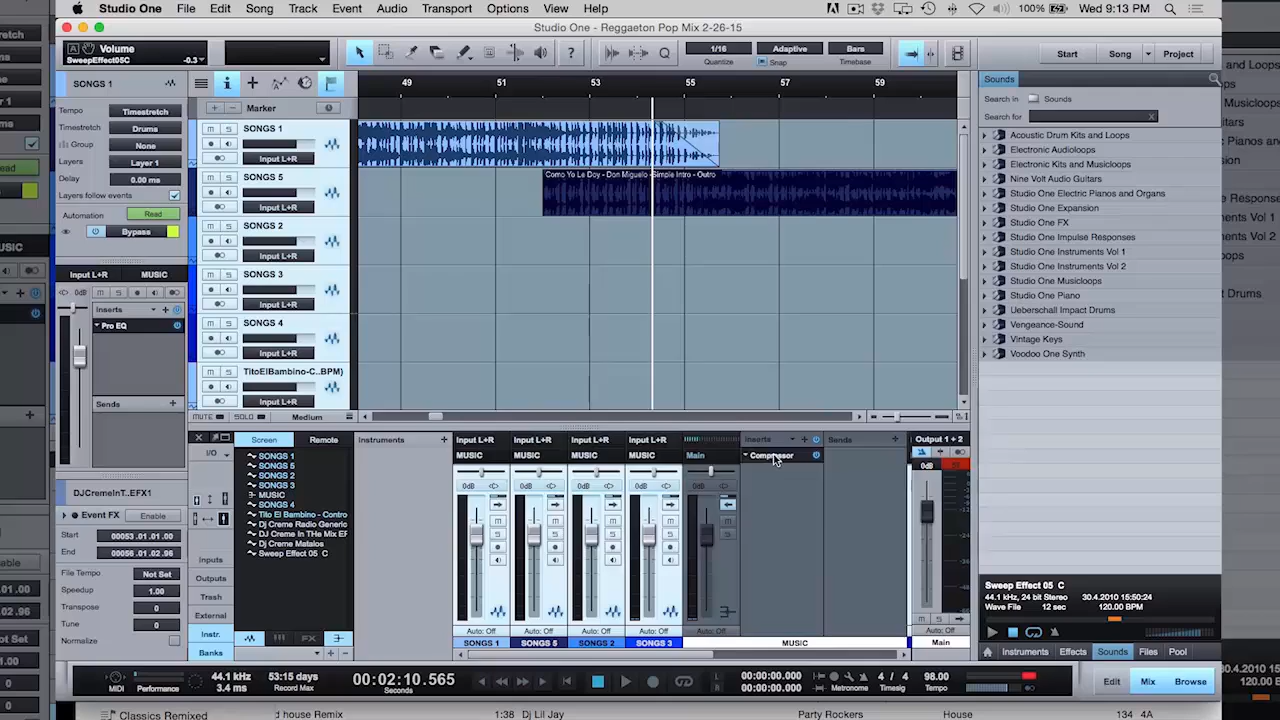 Studio One File Edit Song Track Event Audio Transport Options View Help
100% Wed 9:13 PM
Studio One - Reggaeton Pop Mix 2-26-15
Volume
SweepEffect05C -0.3
1/16 Adaptive Bars
Quantize Snap Timebase
Start Song Project
SONGS 1
49 51 53 55 57 59
Sounds
Search in Sounds
Search for
Marker
Tempo Timestretch
Timestretch Drums
Group None
Layers Layer 1
Delay 0.00 ms
Layers follow events
Automation Read
Bypass
Input L+R MUSIC
0dB M S
Inserts
Pro EQ
Sends
SONGS 1
M S
Input L+R
SONGS 5
M S
Input L+R
SONGS 2
M S
Input L+R
SONGS 3
M S
Input L+R
SONGS 4
M S
Input L+R
TitoElBambino-C..BPM)
M S
Input L+R
MUTE SOLO Medium
Como Yo Le Doy - Don Miguelo -Simple Intro - Outro
Acoustic Drum Kits and Loops
Electronic Audioloops
Electronic Kits and Musicloops
Nine Volt Audio Guitars
Studio One Electric Pianos and Organs
Studio One Expansion
Studio One FX
Studio One Impulse Responses
Studio One Instruments Vol 1
Studio One Instruments Vol 2
Studio One Musicloops
Studio One Piano
Ueberschall Impact Drums
Vengeance-Sound
Vintage Keys
Voodoo One Synth
DJCremeInT..EFX1
Event FX Enable
Start 00053.01.01.00
End 00056.01.02.96
File Tempo Not Set
Speedup 1.00
Transpose 0
Tune 0
Normalize
Screen Remote
I/O
Inputs
Outputs
Trash
External
Instr.
Banks
SONGS 1
SONGS 5
SONGS 2
SONGS 3
MUSIC
SONGS 4
Tito El Bambino - Contro
Dj Creme Radio Generic
DJ Creme In THe Mix EF
Dj Creme Matalos
Sweep Effect 05 C
FX
Instruments
Input L+R Input L+R Input L+R Input L+R
MUSIC MUSIC MUSIC MUSIC Main
0dB 0dB 0dB 0dB 0dB
Auto: Off Auto: Off Auto: Off Auto: Off Auto: Off
SONGS 1 SONGS 5 SONGS 2 SONGS 3 MUSIC
Inserts Sends
Compressor
Output 1 + 2
0dB
Auto: Off
Main
Sweep Effect 05 C
44.1 kHz, 24 bit Stereo 30.4.2010 15:50:24
Wave File 12 sec 120.00 BPM
Instruments Effects Sounds Files Pool
MIDI Performance
44.1 kHz
3.4 ms
53:15 days
Record Max
00:02:10.565
Seconds
L 00:00:00:00.000
R 00:00:00:00.000
Metronome
4 / 4
Timesig
98.00
Tempo
Edit Mix Browse
Classics Remixed
d house Remix 1:38 Dj Lil Jay Party Rockers House 134 4A